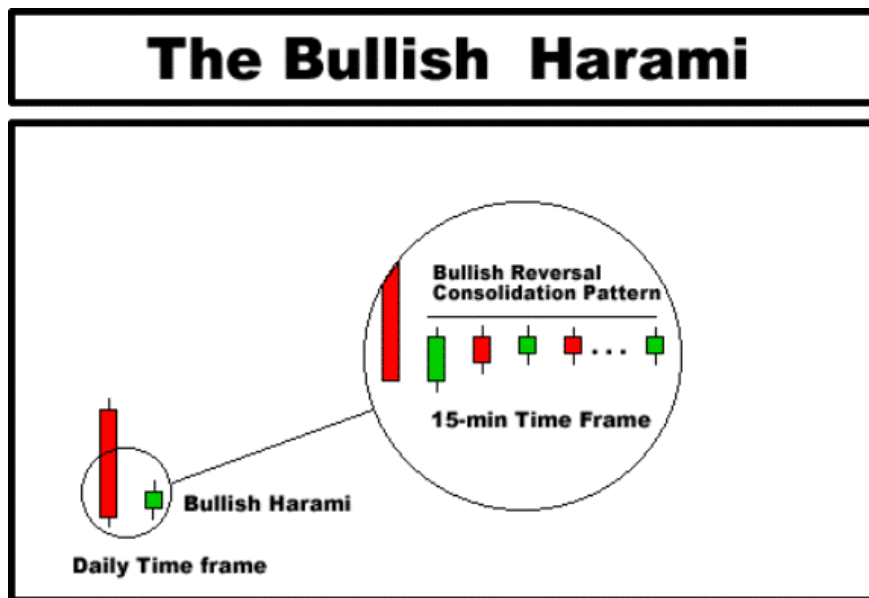 The Bullish Harami
Bullish Reversal
Consolidation Pattern
15-min Time Frame
Bullish Harami
Daily Time frame